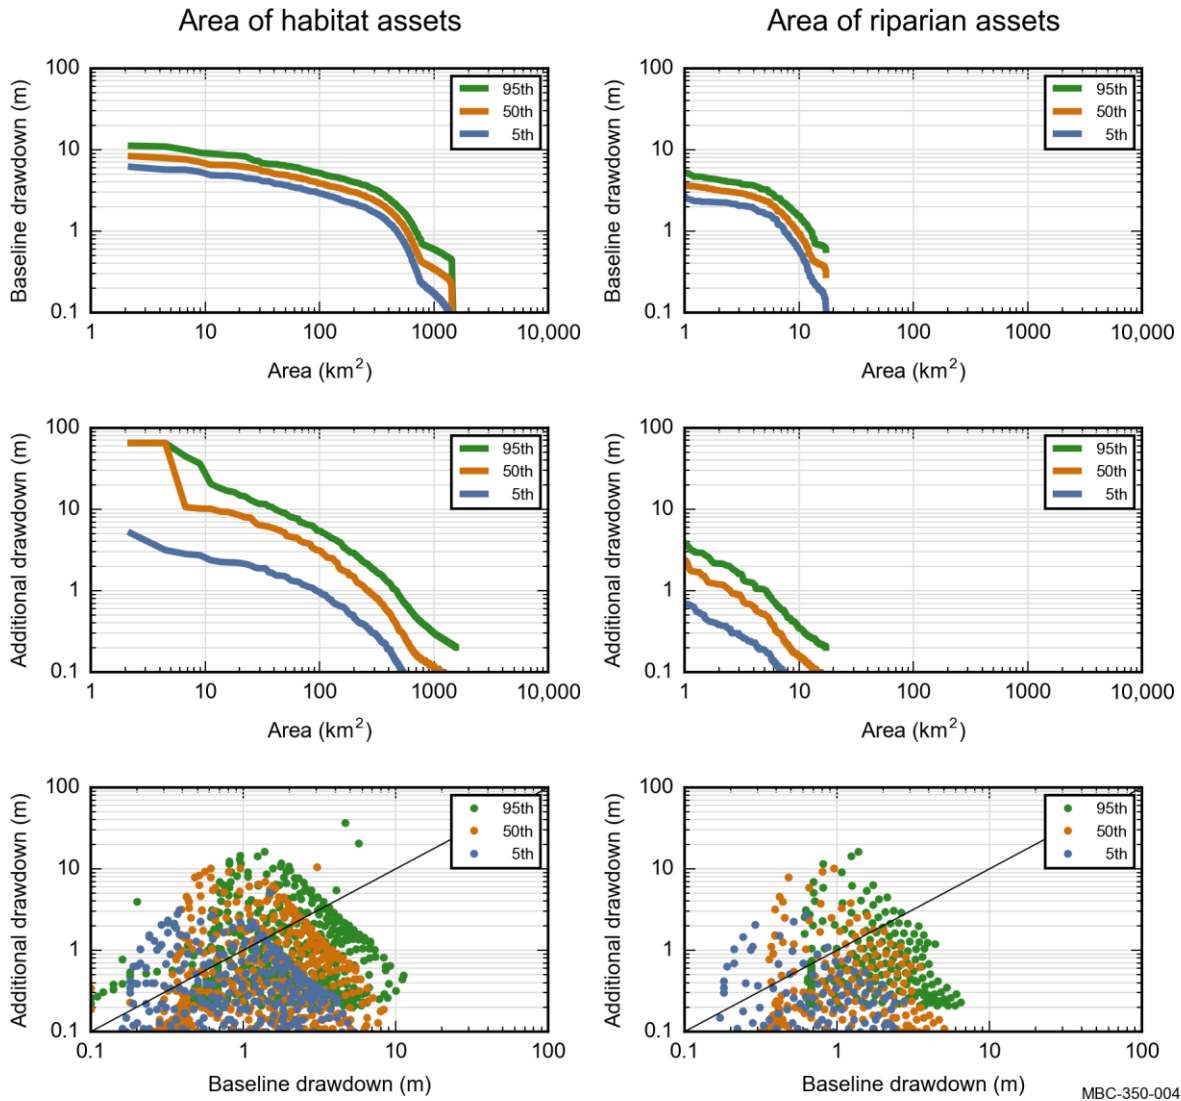 Area of habitat assets
Area of riparian assets
Baseline drawdown (m)
100
10
1
0.1
95th
50th
5th
1 10 100 1000 10,000
Area (km²)
Baseline drawdown (m)
100
10
1
0.1
95th
50th
5th
1 10 100 1000 10,000
Area (km²)
Additional drawdown (m)
100
10
1
0.1
95th
50th
5th
1 10 100 1000 10,000
Area (km²)
Additional drawdown (m)
100
10
1
0.1
95th
50th
5th
1 10 100 1000 10,000
Area (km²)
Additional drawdown (m)
100
10
1
0.1
95th
50th
5th
0.1 1 10 100
Baseline drawdown (m)
Additional drawdown (m)
100
10
1
0.1
95th
50th
5th
0.1 1 10 100
Baseline drawdown (m)
MBC-350-004